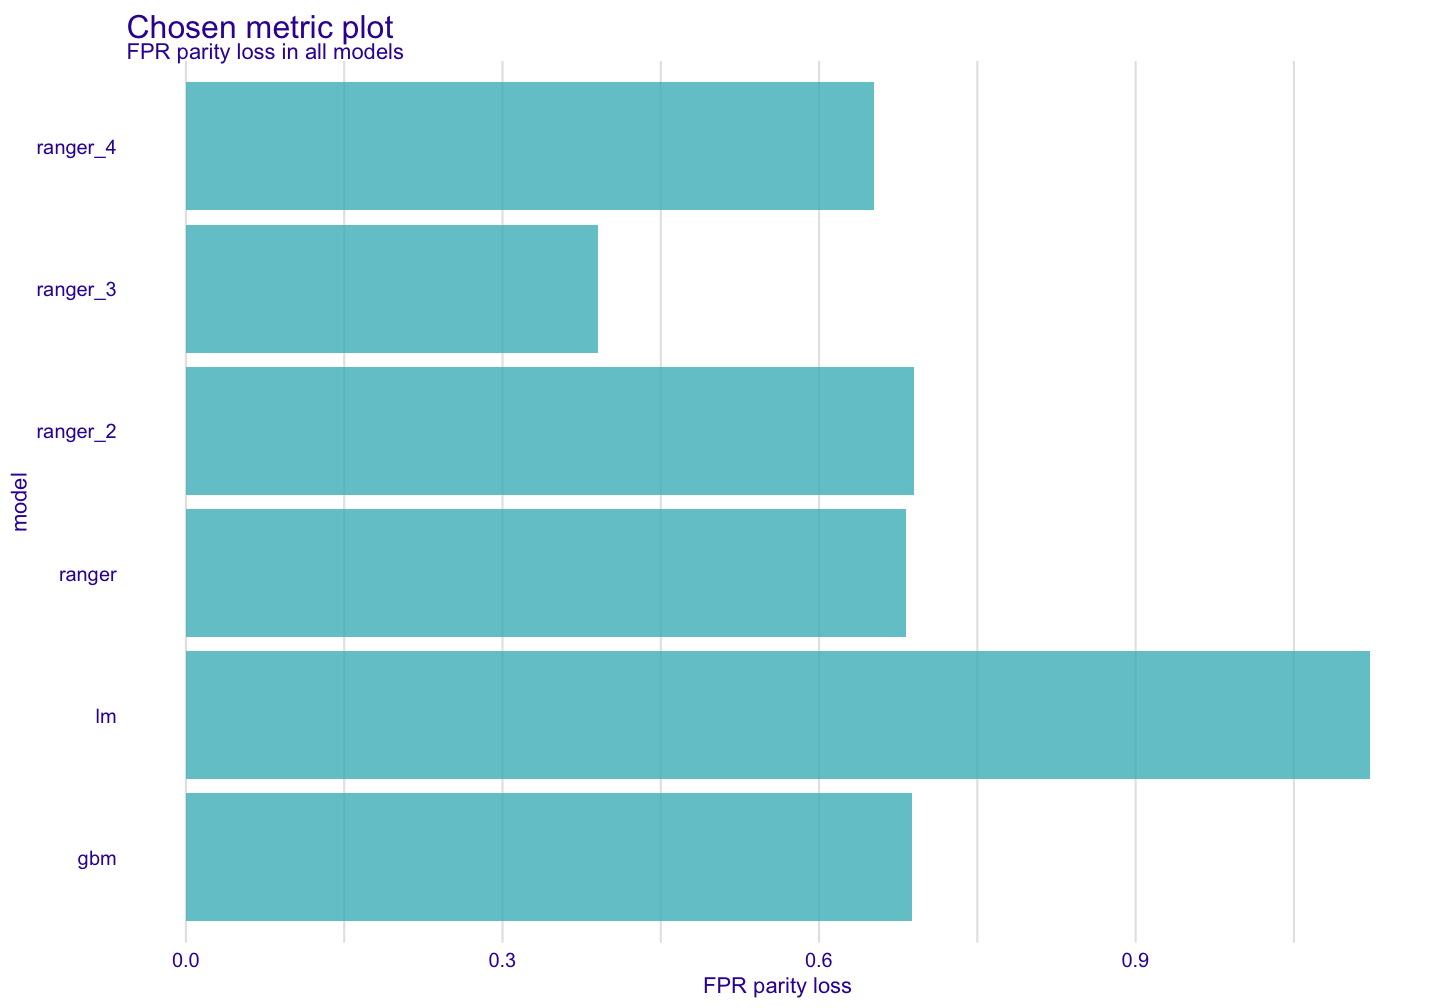 Chosen metric plot
FPR parity loss in all models
ranger_4
ranger_3
ranger_2
ranger
lm
gbm
model
0.0 0.3 0.6 0.9
FPR parity loss